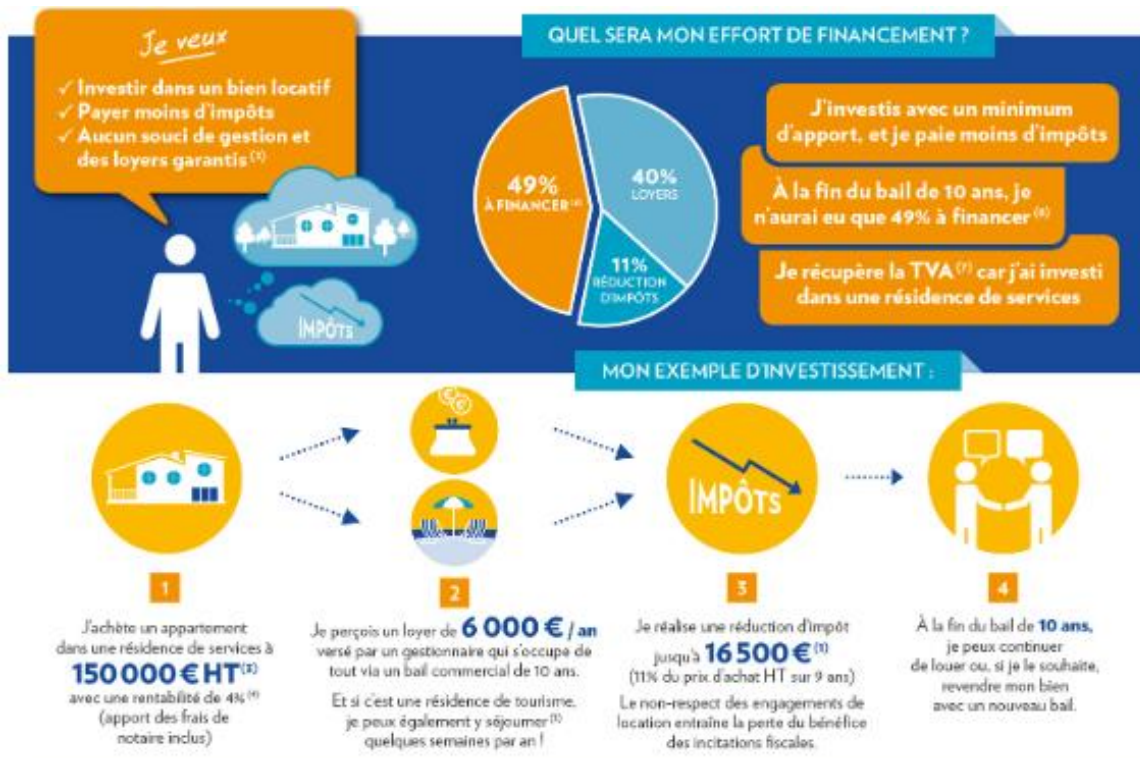 Je veux
✓ Investir dans un bien locatif
✓ Payer moins d'impôts
✓ Aucun souci de gestion et
des loyers garantis
IMPÔTS
QUEL SERA MON EFFORT DE FINANCEMENT ?
49%
À FINANCER
40%
LOYERS
11%
RÉDUCTION
D'IMPÔTS
J'investis avec un minimum
d'apport, et je paie moins d'impôts
À la fin du bail de 10 ans, je
n'aurai eu que 49% à financer
Je récupère la TVA (7) car j'ai investi
dans une résidence de services
MON EXEMPLE D'INVESTISSEMENT :
1
J'achète un appartement
dans une résidence de services à
150 000 € HT
avec une rentabilité de 4%
(apport des frais de
notaire inclus)
2
Je perçois un loyer de 6 000 € / an
versé par un gestionnaire qui s'occupe de
tout via un bail commercial de 10 ans.
Et si c'est une résidence de tourisme,
je peux également y séjourner
quelques semaines par an !
IMPÔTS
3
Je réalise une réduction d'impôt
jusqu'à 16 500 €
(11% du prix d'achat HT sur 9 ans)
Le non-respect des engagements de
location entraîne la perte du bénéfice
des incitations fiscales.
4
À la fin du bail de 10 ans,
je peux continuer
de louer ou, si je le souhaite,
revendre mon bien
avec un nouveau bail.